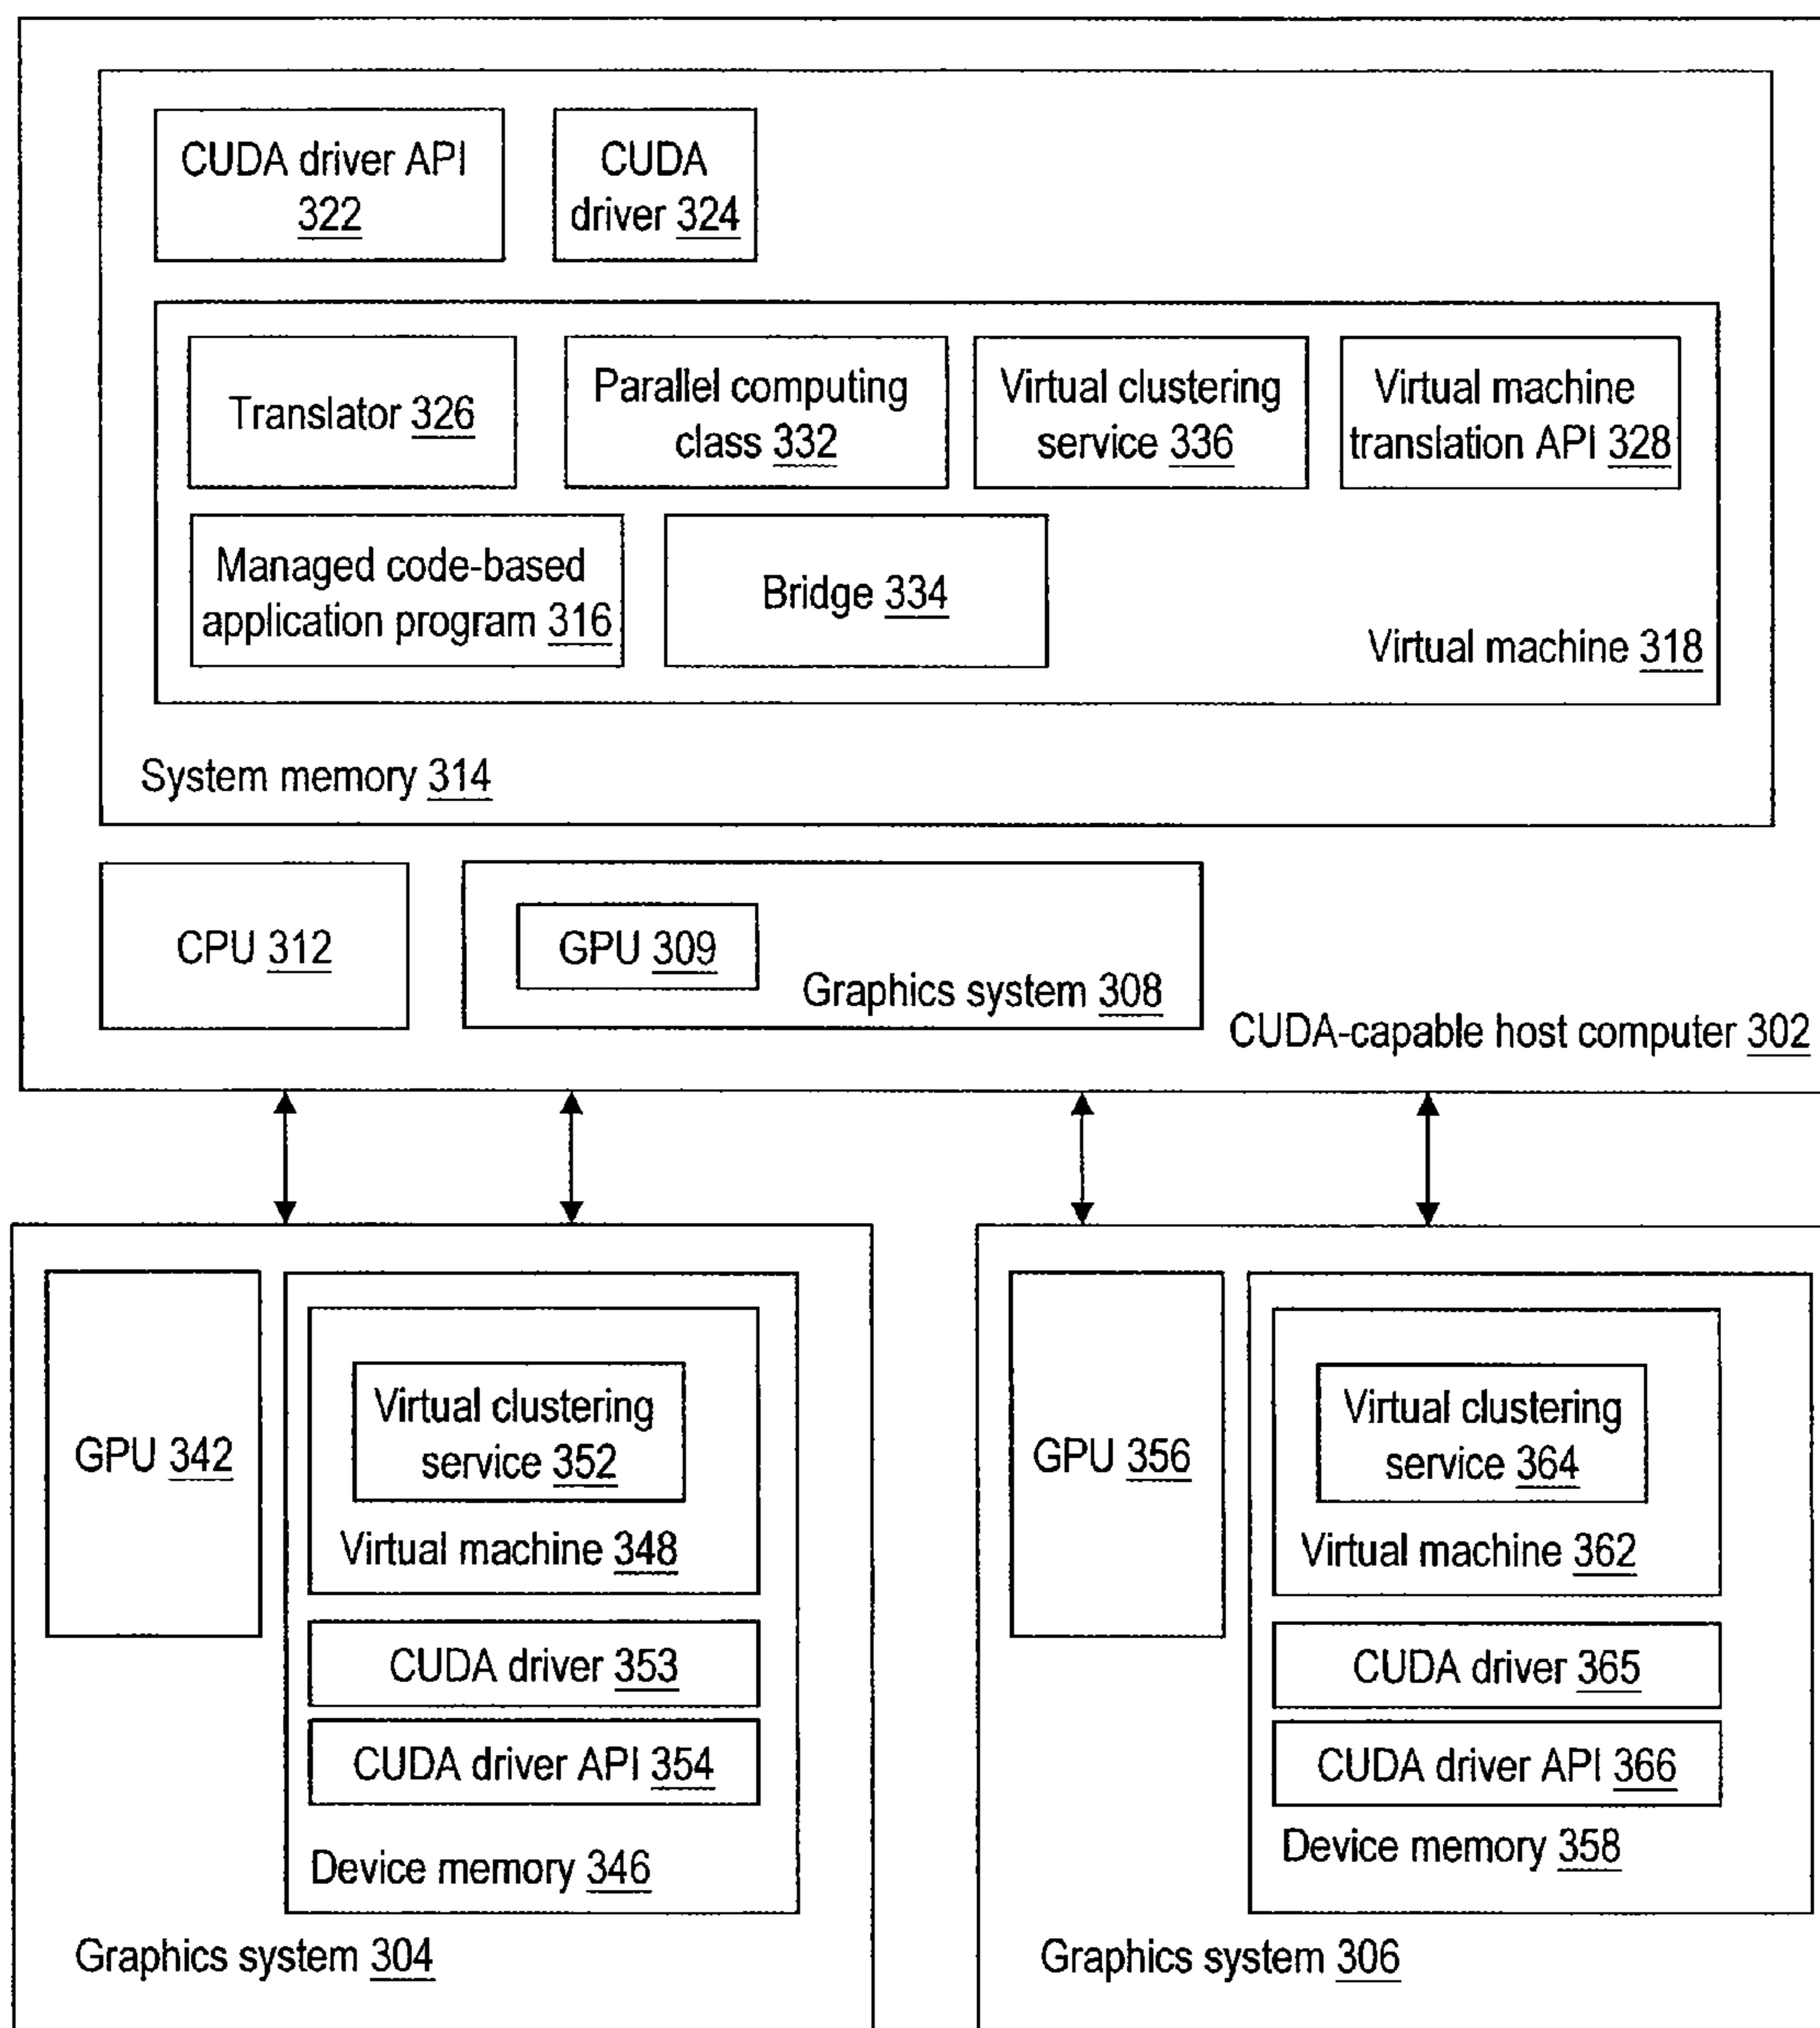 CUDA driver API
322
CUDA
driver 324
Translator 326
Parallel computing
class 332
Virtual clustering
service 336
Virtual machine
translation API 328
Managed code-based
application program 316
Bridge 334
Virtual machine 318
System memory 314
CPU 312
GPU 309
Graphics system 308
CUDA-capable host computer 302
GPU 342
Virtual clustering
service 352
Virtual machine 348
CUDA driver 353
CUDA driver API 354
Device memory 346
Graphics system 304
GPU 356
Virtual clustering
service 364
Virtual machine 362
CUDA driver 365
CUDA driver API 366
Device memory 358
Graphics system 306